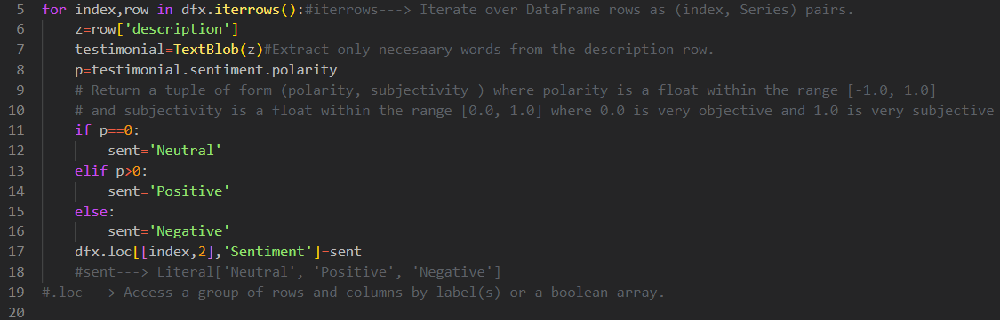 5 for index,row in dfx.iterrows():#iterrows---> Iterate over DataFrame rows as (index, Series) pairs.
6     z=row['description']
7     testimonial=TextBlob(z)#Extract only necesaary words from the description row.
8     p=testimonial.sentiment.polarity
9     # Return a tuple of form (polarity, subjectivity ) where polarity is a float within the range [-1.0, 1.0]
10     # and subjectivity is a float within the range [0.0, 1.0] where 0.0 is very objective and 1.0 is very subjective
11     if p==0:
12         sent='Neutral'
13     elif p>0:
14         sent='Positive'
15     else:
16         sent='Negative'
17     dfx.loc[[index,2],'Sentiment']=sent
18     #sent---> Literal['Neutral', 'Positive', 'Negative']
19 #.loc---> Access a group of rows and columns by label(s) or a boolean array.
20